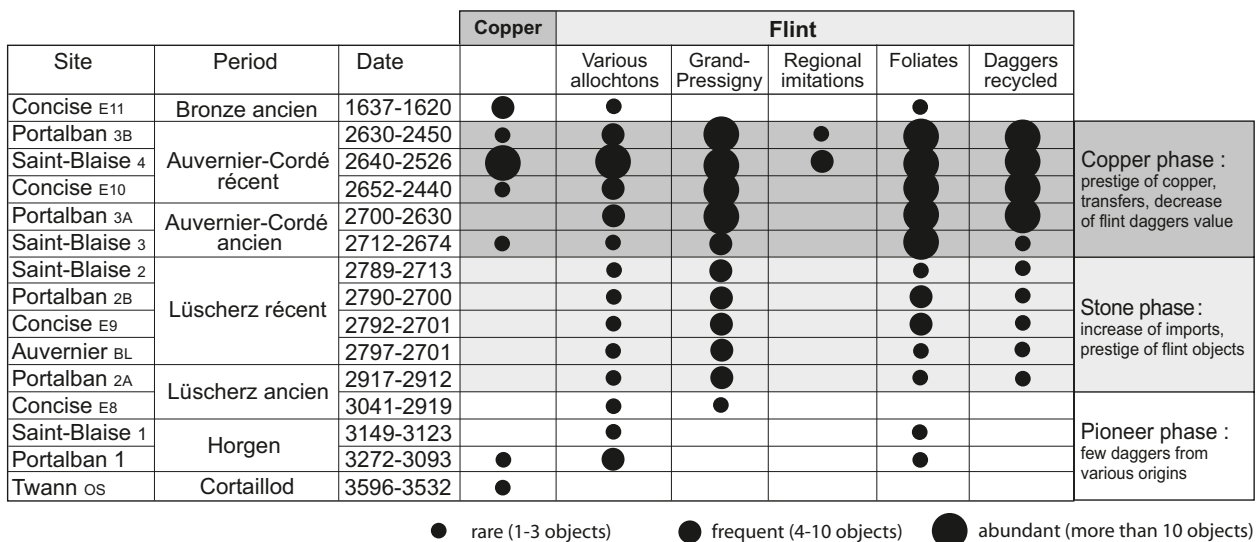 Copper Flint
Site Period Date Various allochtons Grand-Pressigny Regional imitations Foliates Daggers recycled
Concise E11 Bronze ancien 1637-1620
Portalban 3B 2630-2450
Saint-Blaise 4 Auvernier-Cordé récent 2640-2526
Concise E10 2652-2440
Portalban 3A Auvernier-Cordé ancien 2700-2630
Saint-Blaise 3 2712-2674
Copper phase :
prestige of copper,
transfers, decrease
of flint daggers value
Saint-Blaise 2 2789-2713
Portalban 2B Lüscherz récent 2790-2700
Concise E9 2792-2701
Auvernier BL 2797-2701
Portalban 2A Lüscherz ancien 2917-2912
Stone phase :
increase of imports,
prestige of flint objects
Concise E8 3041-2919
Saint-Blaise 1 Horgen 3149-3123
Portalban 1 3272-3093
Twann OS Cortaillod 3596-3532
Pioneer phase :
few daggers from
various origins
rare (1-3 objects) frequent (4-10 objects) abundant (more than 10 objects)